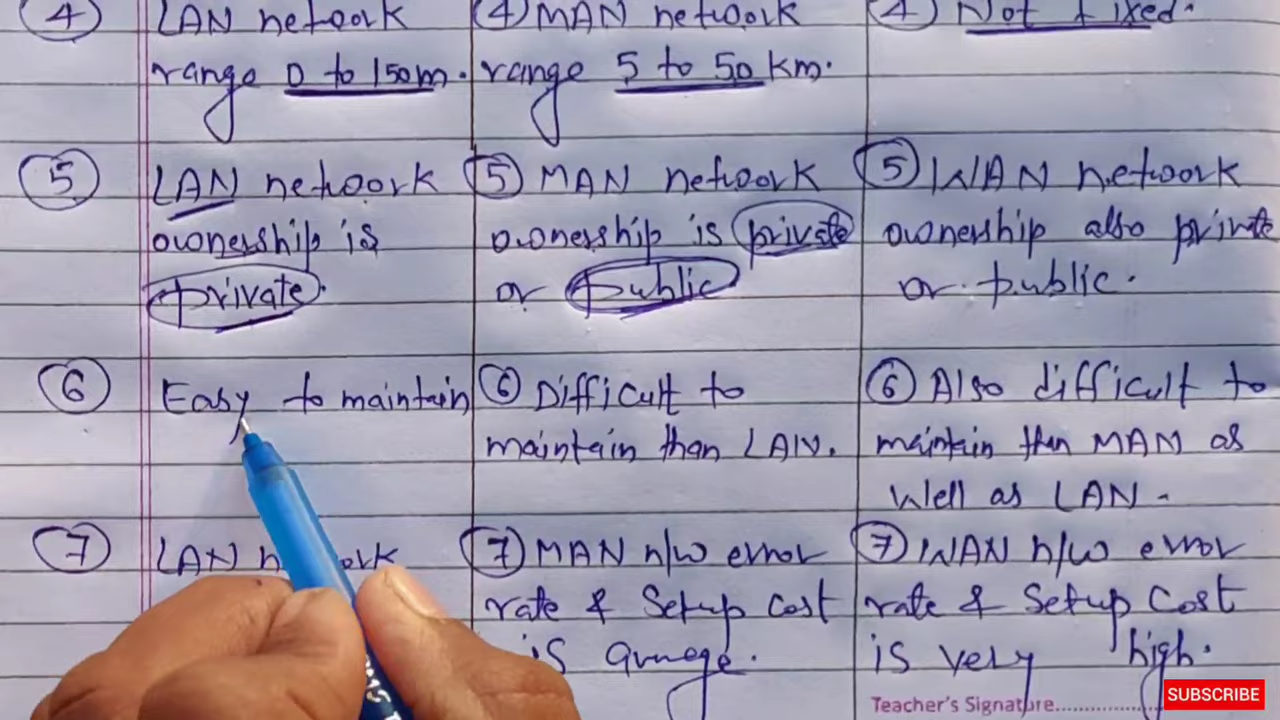 ④ LAN network
range 0 to 150m.
④ MAN network
range 5 to 50 km.
④ Not Fixed.
⑤ LAN network
ownership is
private.
⑤ MAN network
ownership is private
or public
⑤ WAN network
ownership also private
or public.
⑥ Easy to maintain
⑥ Difficult to
maintain than LAN.
⑥ Also difficult to
maintain than MAN as
well as LAN.
⑦ LAN
⑦ MAN n/w error
rate & Setup Cost
is
⑦ WAN n/w error
rate & Setup Cost
is very high.
Teacher's Signature
SUBSCRIBE